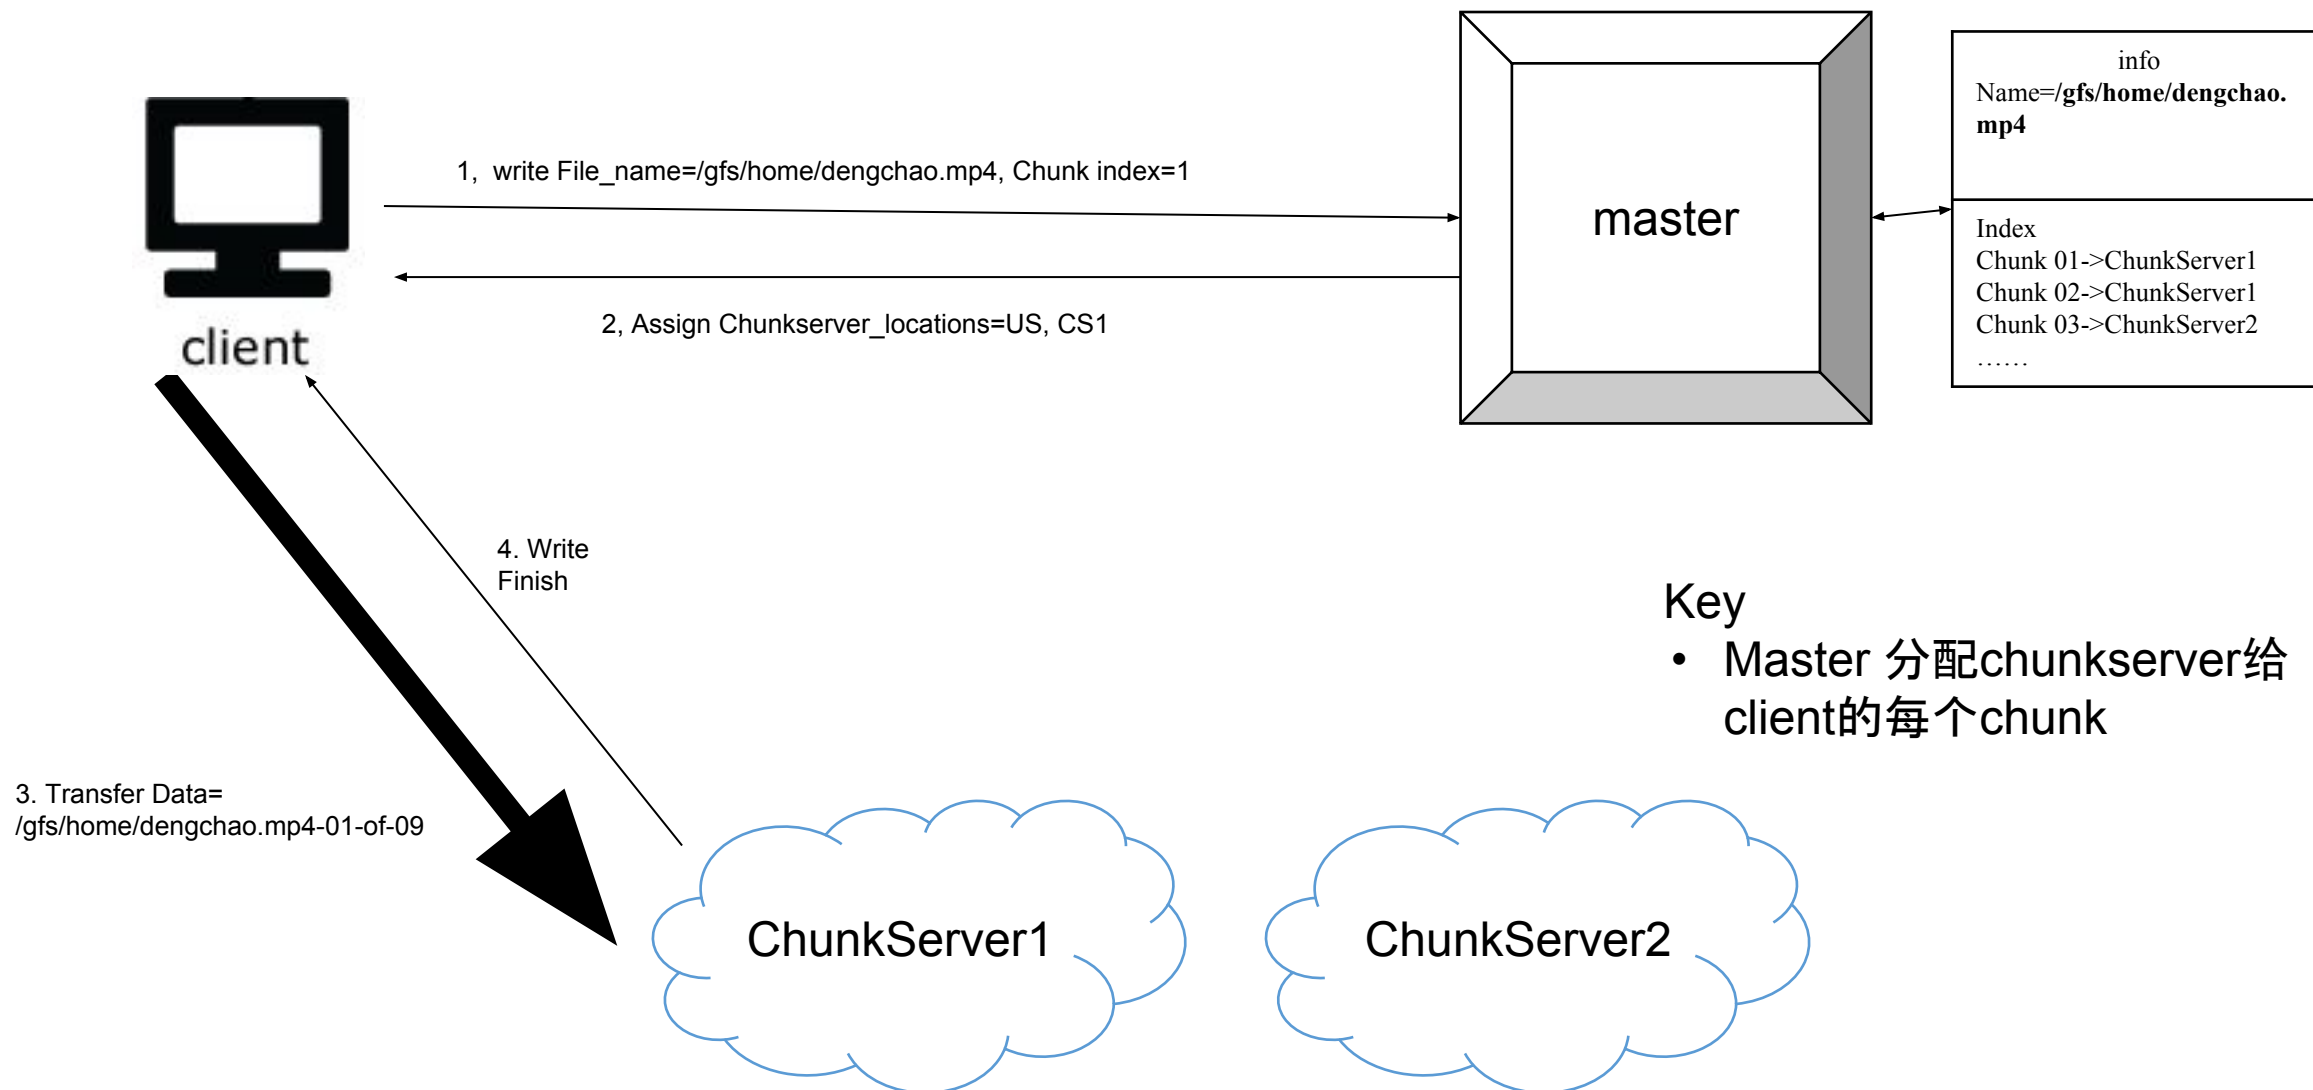 info
Name=/gfs/home/dengchao.
mp4
1, write File_name=/gfs/home/dengchao.mp4, Chunk index=1
master
Index
Chunk 01->ChunkServer1
Chunk 02->ChunkServer1
Chunk 03->ChunkServer2
……
2, Assign Chunkserver_locations=US, CS1
client
4. Write
Finish
Key
• Master 分配chunkserver给
client的每个chunk
3. Transfer Data=
/gfs/home/dengchao.mp4-01-of-09
ChunkServer1
ChunkServer2